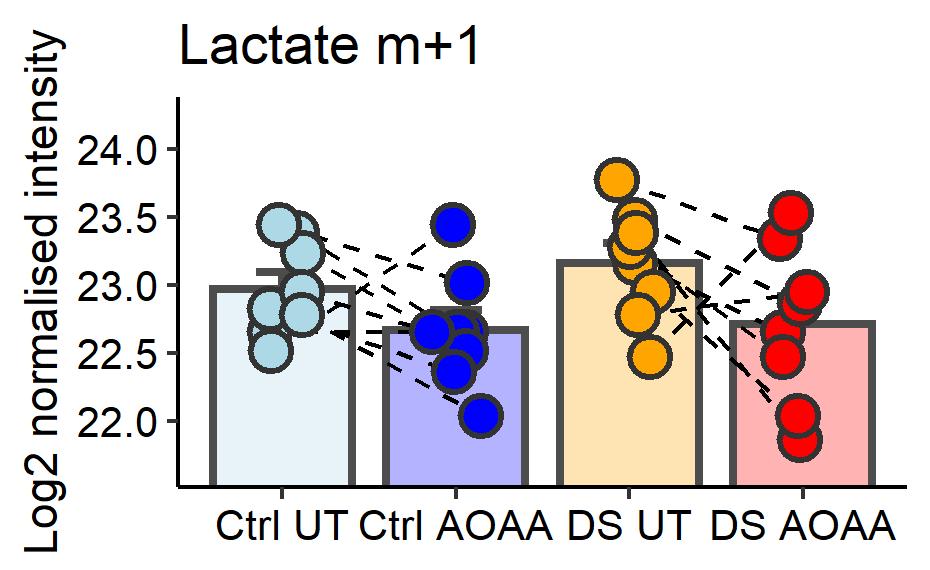 Lactate m+1
Log2 normalised intensity
24.0
23.5
23.0
22.5
22.0
Ctrl UT Ctrl AOAA DS UT DS AOAA